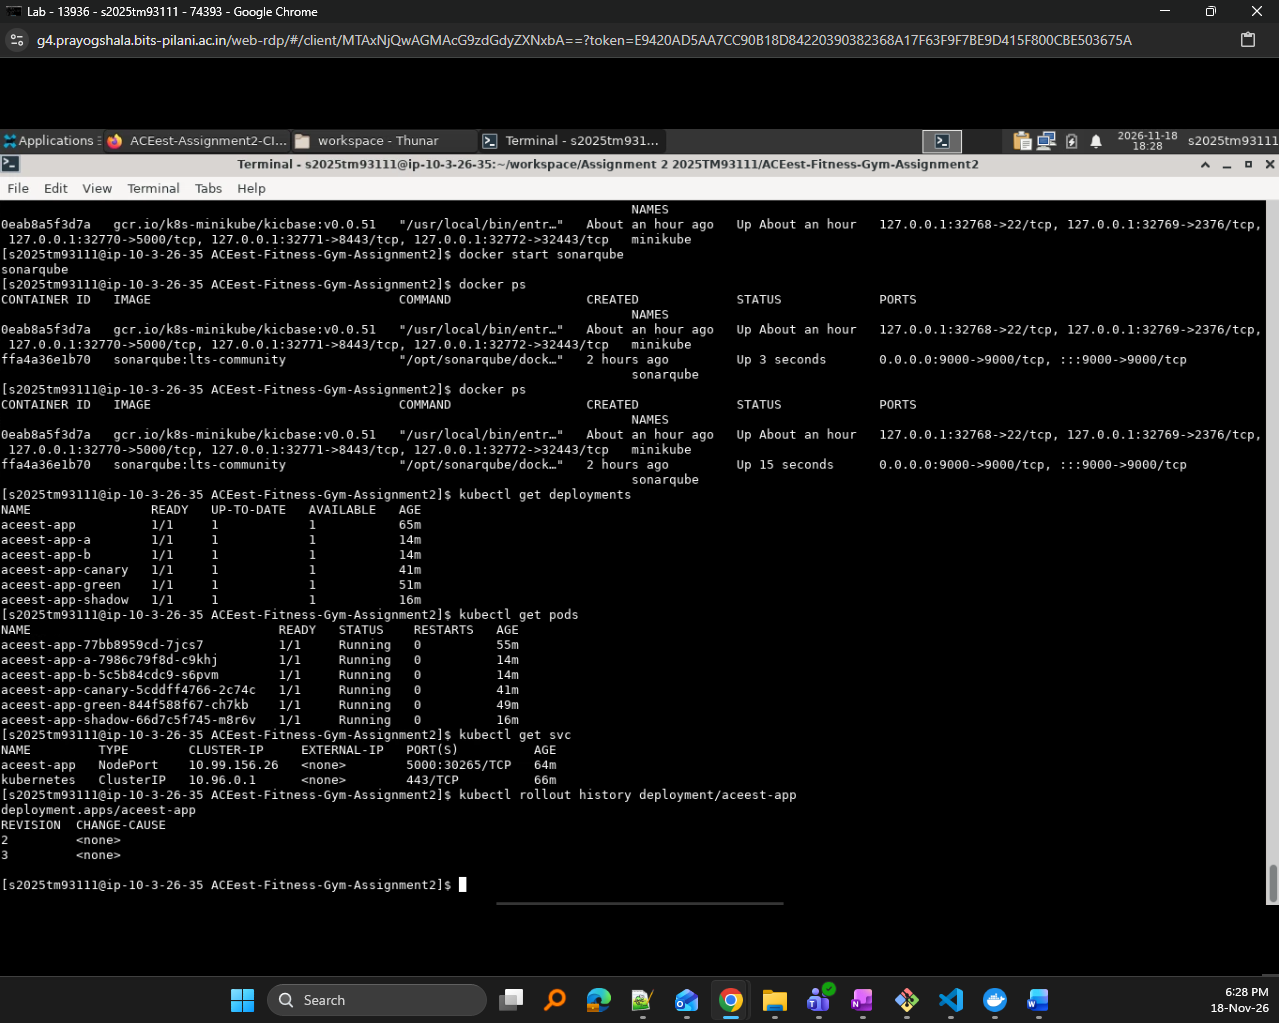 Lab - 13936 - s2025tm93111 - 74393 - Google Chrome
g4.prayogshala.bits-pilani.ac.in/web-rdp/#/client/MTAxNjQwAGMAcG9zdGdyZXNxbA==?token=E9420AD5AA7CC90B18D84220390382368A17F63F9F7BE9D415F800CBE503675A
Applications ACEest-Assignment2-CI... workspace - Thunar Terminal - s2025tm931... 2026-11-18 s2025tm93111
18:28
Terminal - s2025tm93111@ip-10-3-26-35:~/workspace/Assignment 2 2025TM93111/ACEest-Fitness-Gym-Assignment2
File Edit View Terminal Tabs Help
NAMES
0eab8a5f3d7a gcr.io/k8s-minikube/kicbase:v0.0.51 "/usr/local/bin/entr…" About an hour ago Up About an hour 127.0.0.1:32768->22/tcp, 127.0.0.1:32769->2376/tcp,
127.0.0.1:32770->5000/tcp, 127.0.0.1:32771->8443/tcp, 127.0.0.1:32772->32443/tcp minikube
[s2025tm93111@ip-10-3-26-35 ACEest-Fitness-Gym-Assignment2]$ docker start sonarqube
sonarqube
[s2025tm93111@ip-10-3-26-35 ACEest-Fitness-Gym-Assignment2]$ docker ps
CONTAINER ID IMAGE COMMAND CREATED STATUS PORTS
NAMES
0eab8a5f3d7a gcr.io/k8s-minikube/kicbase:v0.0.51 "/usr/local/bin/entr…" About an hour ago Up About an hour 127.0.0.1:32768->22/tcp, 127.0.0.1:32769->2376/tcp,
127.0.0.1:32770->5000/tcp, 127.0.0.1:32771->8443/tcp, 127.0.0.1:32772->32443/tcp minikube
ffa4a36e1b70 sonarqube:lts-community "/opt/sonarqube/dock…" 2 hours ago Up 3 seconds 0.0.0.0:9000->9000/tcp, :::9000->9000/tcp
sonarqube
[s2025tm93111@ip-10-3-26-35 ACEest-Fitness-Gym-Assignment2]$ docker ps
CONTAINER ID IMAGE COMMAND CREATED STATUS PORTS
NAMES
0eab8a5f3d7a gcr.io/k8s-minikube/kicbase:v0.0.51 "/usr/local/bin/entr…" About an hour ago Up About an hour 127.0.0.1:32768->22/tcp, 127.0.0.1:32769->2376/tcp,
127.0.0.1:32770->5000/tcp, 127.0.0.1:32771->8443/tcp, 127.0.0.1:32772->32443/tcp minikube
ffa4a36e1b70 sonarqube:lts-community "/opt/sonarqube/dock…" 2 hours ago Up 15 seconds 0.0.0.0:9000->9000/tcp, :::9000->9000/tcp
sonarqube
[s2025tm93111@ip-10-3-26-35 ACEest-Fitness-Gym-Assignment2]$ kubectl get deployments
NAME READY UP-TO-DATE AVAILABLE AGE
aceest-app 1/1 1 1 65m
aceest-app-a 1/1 1 1 14m
aceest-app-b 1/1 1 1 14m
aceest-app-canary 1/1 1 1 41m
aceest-app-green 1/1 1 1 51m
aceest-app-shadow 1/1 1 1 16m
[s2025tm93111@ip-10-3-26-35 ACEest-Fitness-Gym-Assignment2]$ kubectl get pods
NAME READY STATUS RESTARTS AGE
aceest-app-77bb8959cd-7jcs7 1/1 Running 0 55m
aceest-app-a-7986c79f8d-c9khj 1/1 Running 0 14m
aceest-app-b-5c5b84cdc9-s6pvm 1/1 Running 0 14m
aceest-app-canary-5cddff4766-2c74c 1/1 Running 0 41m
aceest-app-green-844f588f67-ch7kb 1/1 Running 0 49m
aceest-app-shadow-66d7c5f745-m8r6v 1/1 Running 0 16m
[s2025tm93111@ip-10-3-26-35 ACEest-Fitness-Gym-Assignment2]$ kubectl get svc
NAME TYPE CLUSTER-IP EXTERNAL-IP PORT(S) AGE
aceest-app NodePort 10.99.156.26 <none> 5000:30265/TCP 64m
kubernetes ClusterIP 10.96.0.1 <none> 443/TCP 66m
[s2025tm93111@ip-10-3-26-35 ACEest-Fitness-Gym-Assignment2]$ kubectl rollout history deployment/aceest-app
deployment.apps/aceest-app
REVISION CHANGE-CAUSE
2 <none>
3 <none>
[s2025tm93111@ip-10-3-26-35 ACEest-Fitness-Gym-Assignment2]$
Search
6:28 PM
18-Nov-26